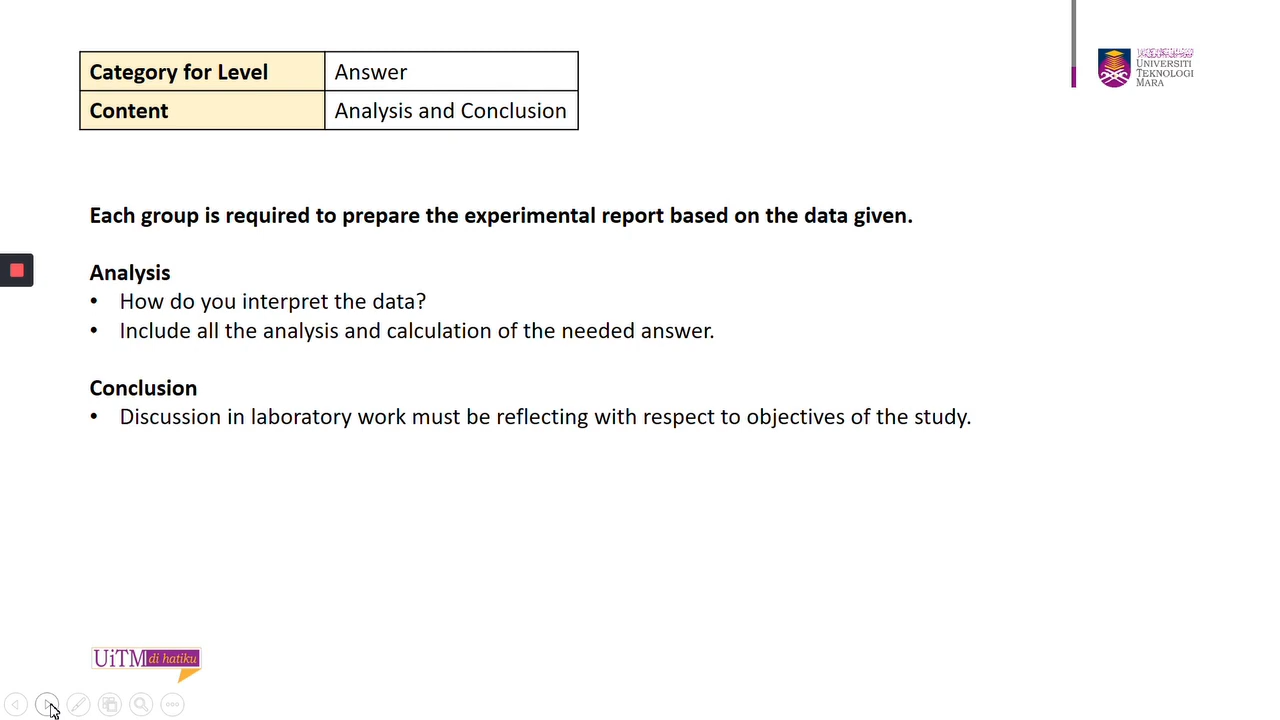 Category for Level Answer
Content Analysis and Conclusion
UNIVERSITI
TEKNOLOGI
MARA
Each group is required to prepare the experimental report based on the data given.
Analysis
• How do you interpret the data?
• Include all the analysis and calculation of the needed answer.
Conclusion
• Discussion in laboratory work must be reflecting with respect to objectives of the study.
UiTM di hatiku